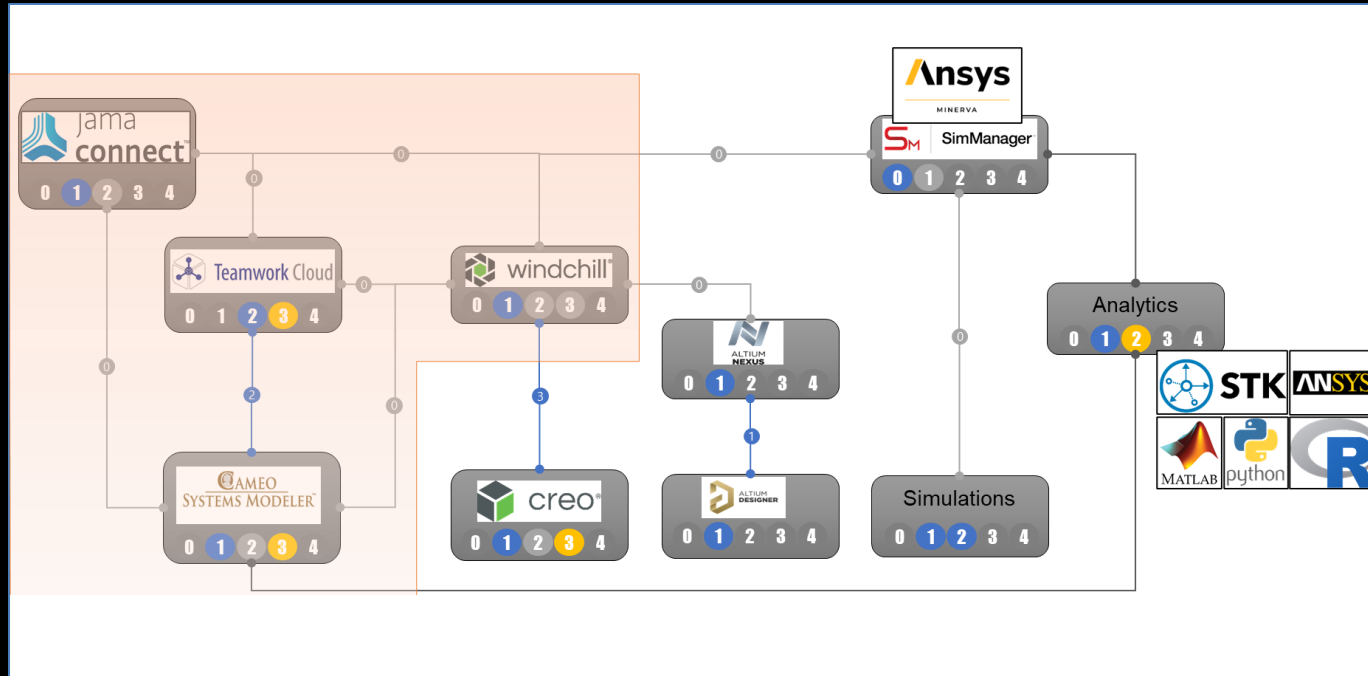 Ansys
MINERVA
SM SimManager
0 1 2 3 4
jama
connect™
0 1 2 3 4
0
0
0
Teamwork Cloud
0 1 2 3 4
0
windchill®
0 1 2 3 4
0
ALTIUM
NEXUS
0 1 2 3 4
Analytics
0 1 2 3 4
0
0
2
0
3
1
0
STK
ANSYS
MATLAB
python
R
CAMEO
SYSTEMS MODELER™
0 1 2 3 4
creo®
0 1 2 3 4
ALTIUM
DESIGNER
0 1 2 3 4
Simulations
0 1 2 3 4